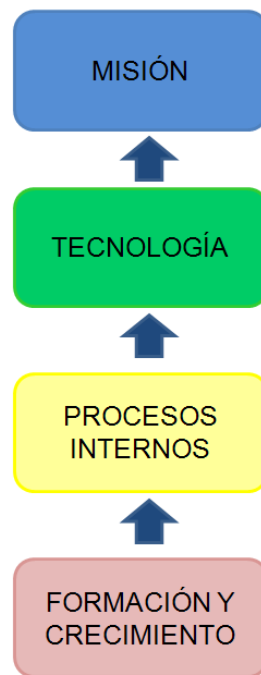 MISIÓN
TECNOLOGÍA
PROCESOS
INTERNOS
FORMACIÓN Y
CRECIMIENTO